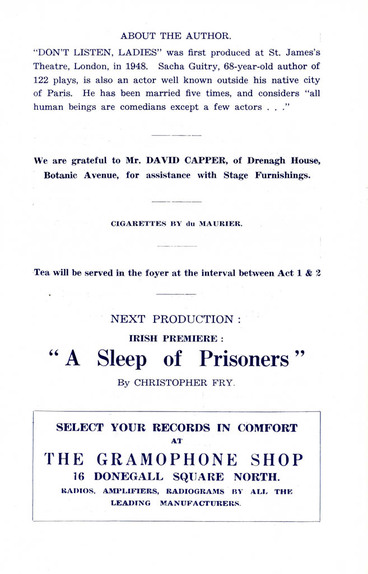 ABOUT THE AUTHOR.
"DON'T LISTEN, LADIES" was first produced at St. James's
Theatre, London, in 1948. Sacha Guitry, 68-year-old author of
122 plays, is also an actor well known outside his native city
of Paris. He has been married five times, and considers "all
human beings are comedians except a few actors . . ."
We are grateful to Mr. DAVID CAPPER, of Drenagh House,
Botanic Avenue, for assistance with Stage Furnishings.
CIGARETTES BY du MAURIER.
Tea will be served in the foyer at the interval between Act 1 & 2
NEXT PRODUCTION :
IRISH PREMIERE :
" A Sleep of Prisoners "
By CHRISTOPHER FRY.
SELECT YOUR RECORDS IN COMFORT
AT
THE GRAMOPHONE SHOP
16 DONEGALL SQUARE NORTH.
RADIOS, AMPLIFIERS, RADIOGRAMS BY ALL THE
LEADING MANUFACTURERS.